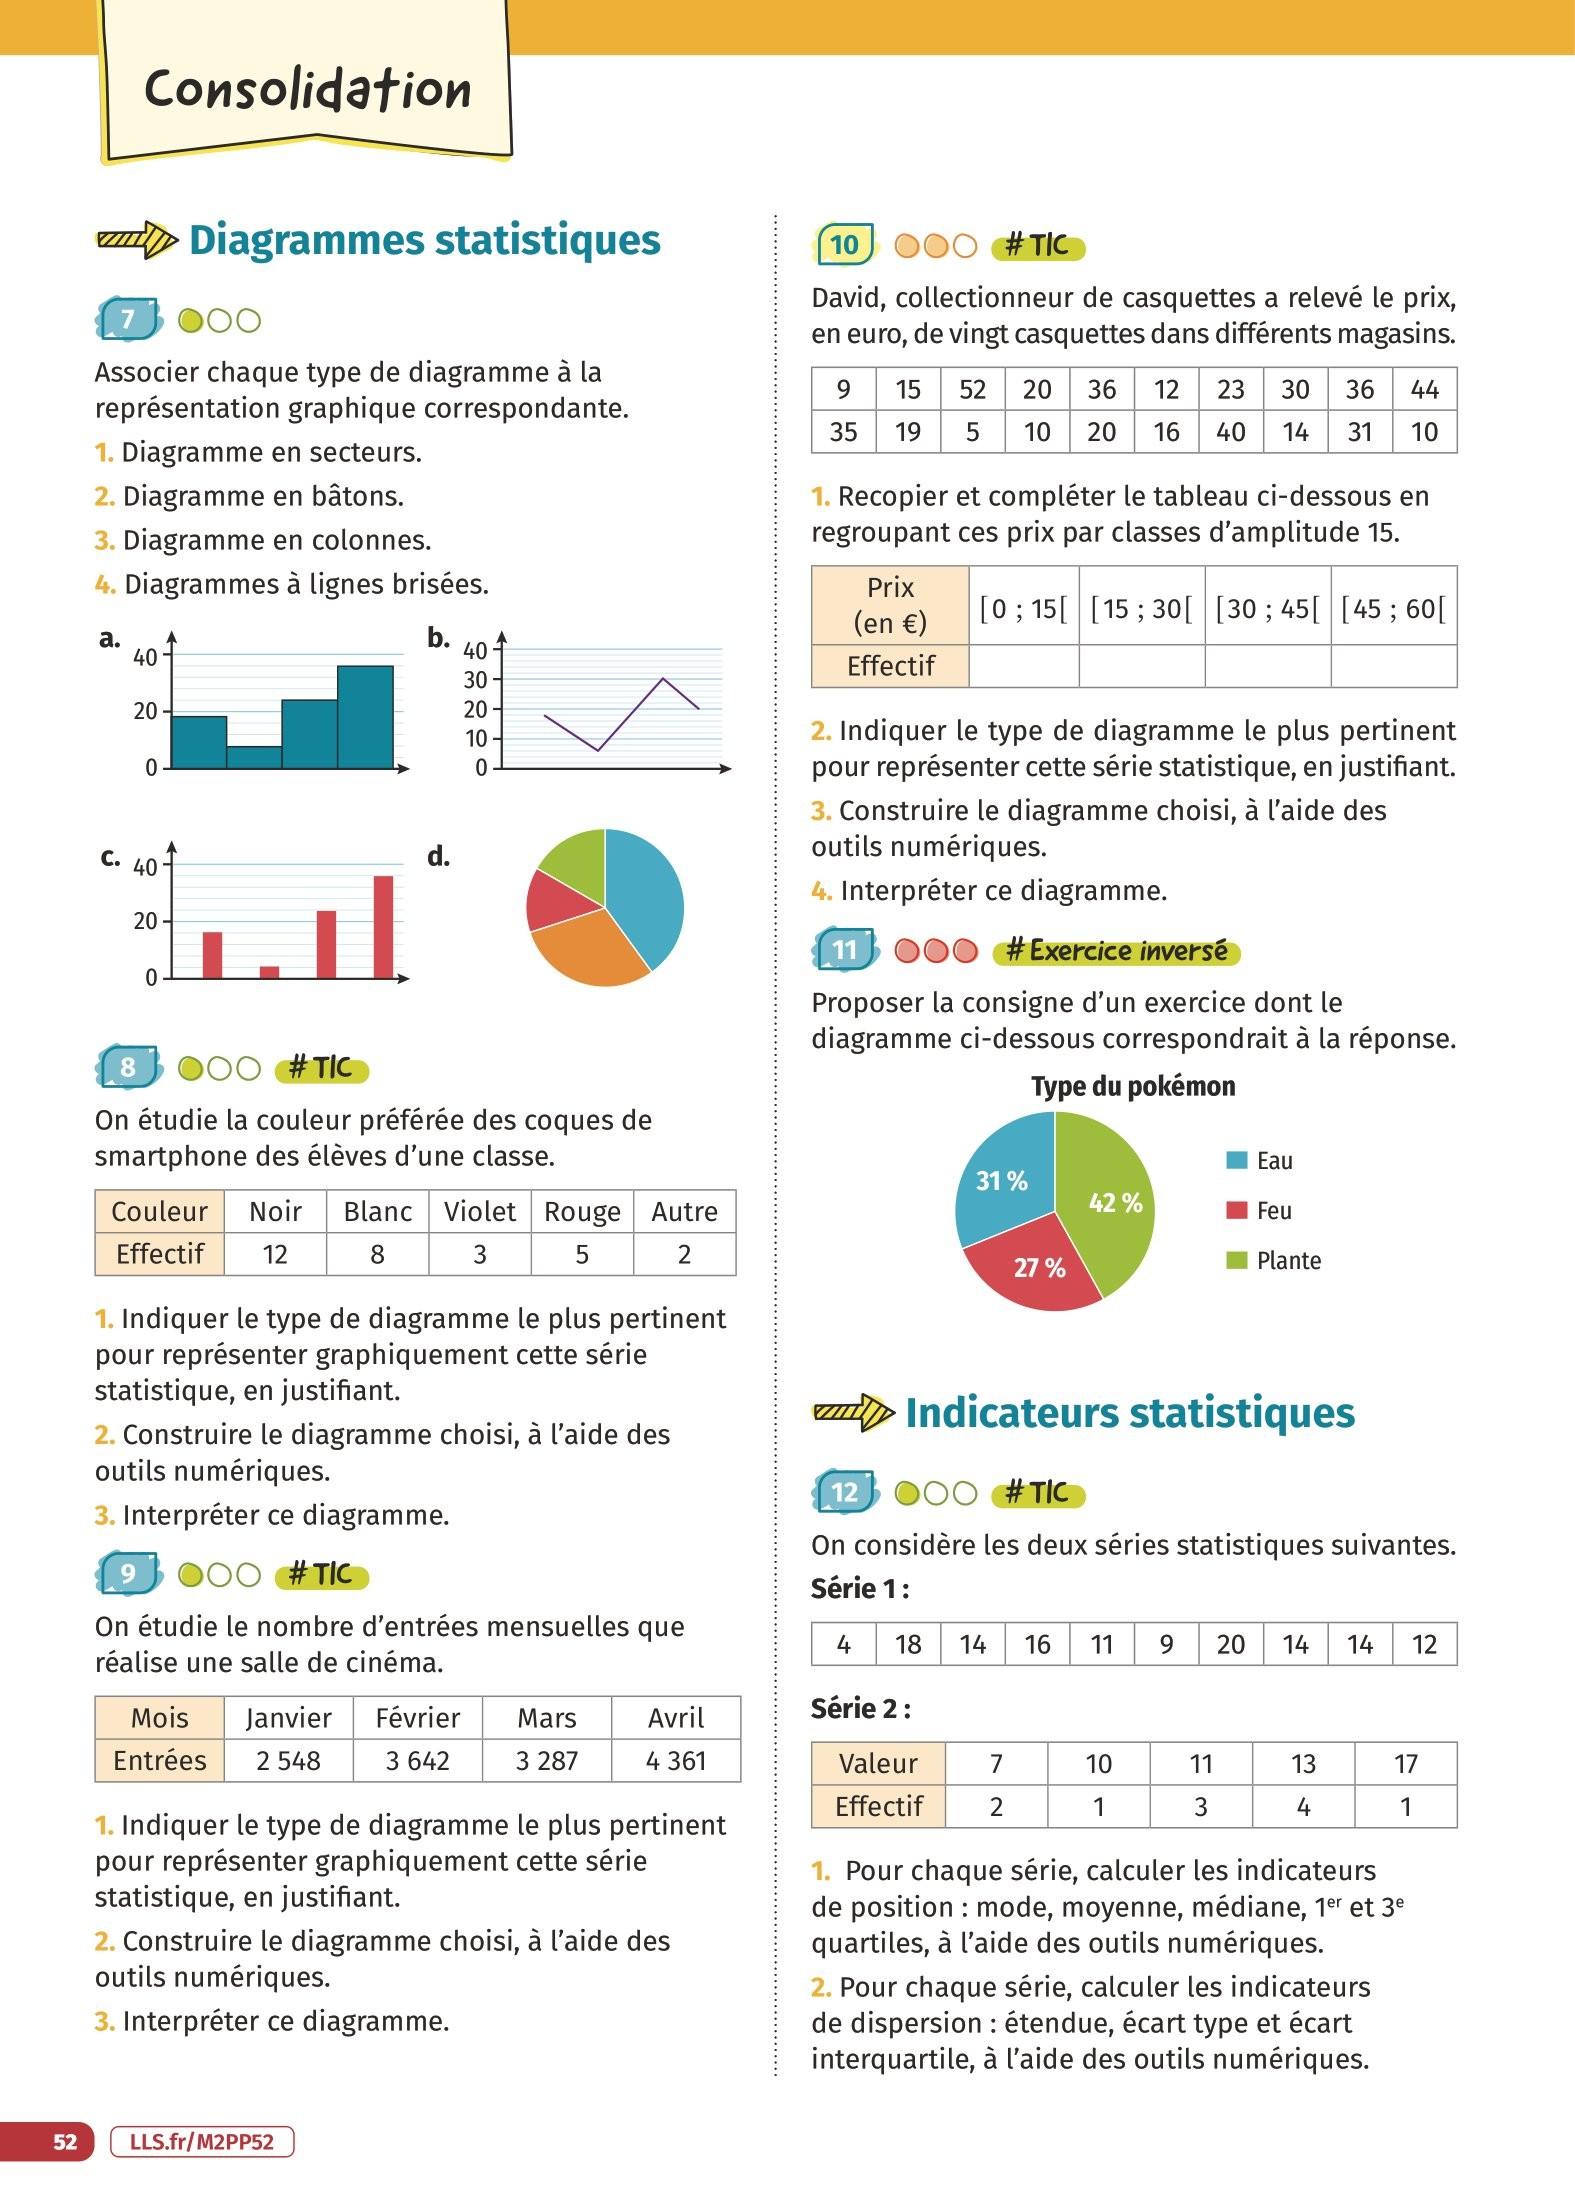 Consolidation
Diagrammes statistiques
7
Associer chaque type de diagramme à la
représentation graphique correspondante.
1. Diagramme en secteurs.
2. Diagramme en bâtons.
3. Diagramme en colonnes.
4. Diagrammes à lignes brisées.
a.
40
20
0
b.
40
30
20
10
0
c.
40
20
0
d.
8 # TIC
On étudie la couleur préférée des coques de
smartphone des élèves d’une classe.
Couleur Noir Blanc Violet Rouge Autre
Effectif 12 8 3 5 2
1. Indiquer le type de diagramme le plus pertinent
pour représenter graphiquement cette série
statistique, en justifiant.
2. Construire le diagramme choisi, à l’aide des
outils numériques.
3. Interpréter ce diagramme.
9 # TIC
On étudie le nombre d’entrées mensuelles que
réalise une salle de cinéma.
Mois Janvier Février Mars Avril
Entrées 2 548 3 642 3 287 4 361
1. Indiquer le type de diagramme le plus pertinent
pour représenter graphiquement cette série
statistique, en justifiant.
2. Construire le diagramme choisi, à l’aide des
outils numériques.
3. Interpréter ce diagramme.
10 # TIC
David, collectionneur de casquettes a relevé le prix,
en euro, de vingt casquettes dans différents magasins.
9 15 52 20 36 12 23 30 36 44
35 19 5 10 20 16 40 14 31 10
1. Recopier et compléter le tableau ci-dessous en
regroupant ces prix par classes d’amplitude 15.
Prix
(en €) [0 ; 15[ [15 ; 30[ [30 ; 45[ [45 ; 60[
Effectif
2. Indiquer le type de diagramme le plus pertinent
pour représenter cette série statistique, en justifiant.
3. Construire le diagramme choisi, à l’aide des
outils numériques.
4. Interpréter ce diagramme.
11 # Exercice inversé
Proposer la consigne d’un exercice dont le
diagramme ci-dessous correspondrait à la réponse.
Type du pokémon
31 %
42 %
27 %
Eau
Feu
Plante
Indicateurs statistiques
12 # TIC
On considère les deux séries statistiques suivantes.
Série 1 :
4 18 14 16 11 9 20 14 14 12
Série 2 :
Valeur 7 10 11 13 17
Effectif 2 1 3 4 1
1. Pour chaque série, calculer les indicateurs
de position : mode, moyenne, médiane, 1er et 3e
quartiles, à l’aide des outils numériques.
2. Pour chaque série, calculer les indicateurs
de dispersion : étendue, écart type et écart
interquartile, à l’aide des outils numériques.
52 LLS.fr/M2PP52